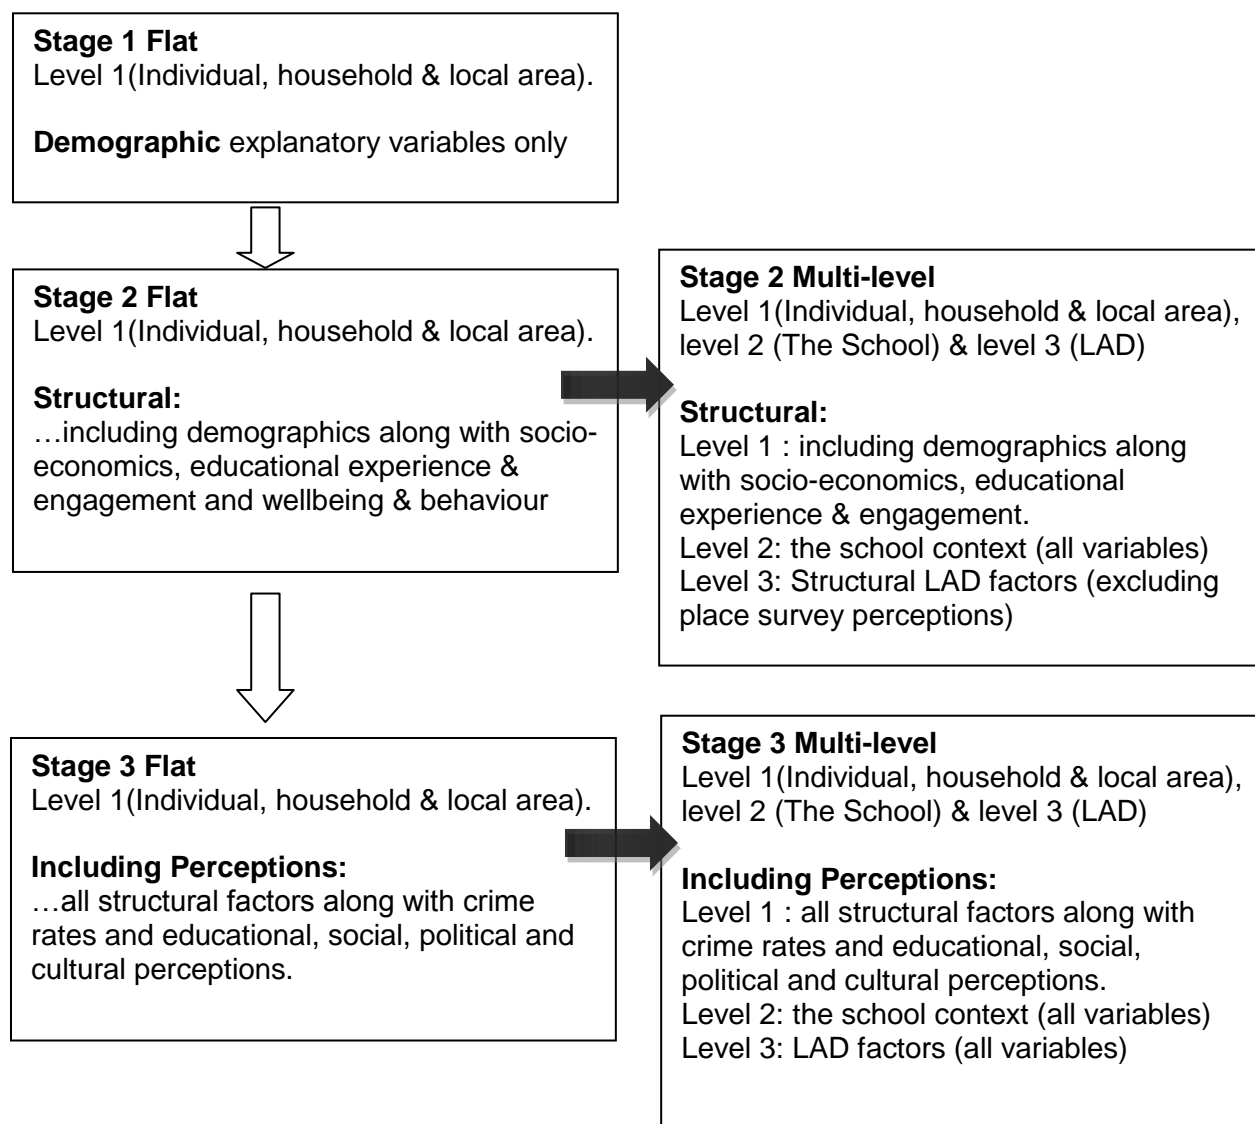 Stage 1 Flat
Level 1(Individual, household & local area).
Demographic explanatory variables only
Stage 2 Flat
Level 1(Individual, household & local area).
Structural:
…including demographics along with socio-
economics, educational experience &
engagement and wellbeing & behaviour
Stage 2 Multi-level
Level 1(Individual, household & local area),
level 2 (The School) & level 3 (LAD)
Structural:
Level 1 : including demographics along
with socio-economics, educational
experience & engagement.
Level 2: the school context (all variables)
Level 3: Structural LAD factors (excluding
place survey perceptions)
Stage 3 Flat
Level 1(Individual, household & local area).
Including Perceptions:
…all structural factors along with crime
rates and educational, social, political and
cultural perceptions.
Stage 3 Multi-level
Level 1(Individual, household & local area),
level 2 (The School) & level 3 (LAD)
Including Perceptions:
Level 1 : all structural factors along with
crime rates and educational, social,
political and cultural perceptions.
Level 2: the school context (all variables)
Level 3: LAD factors (all variables)